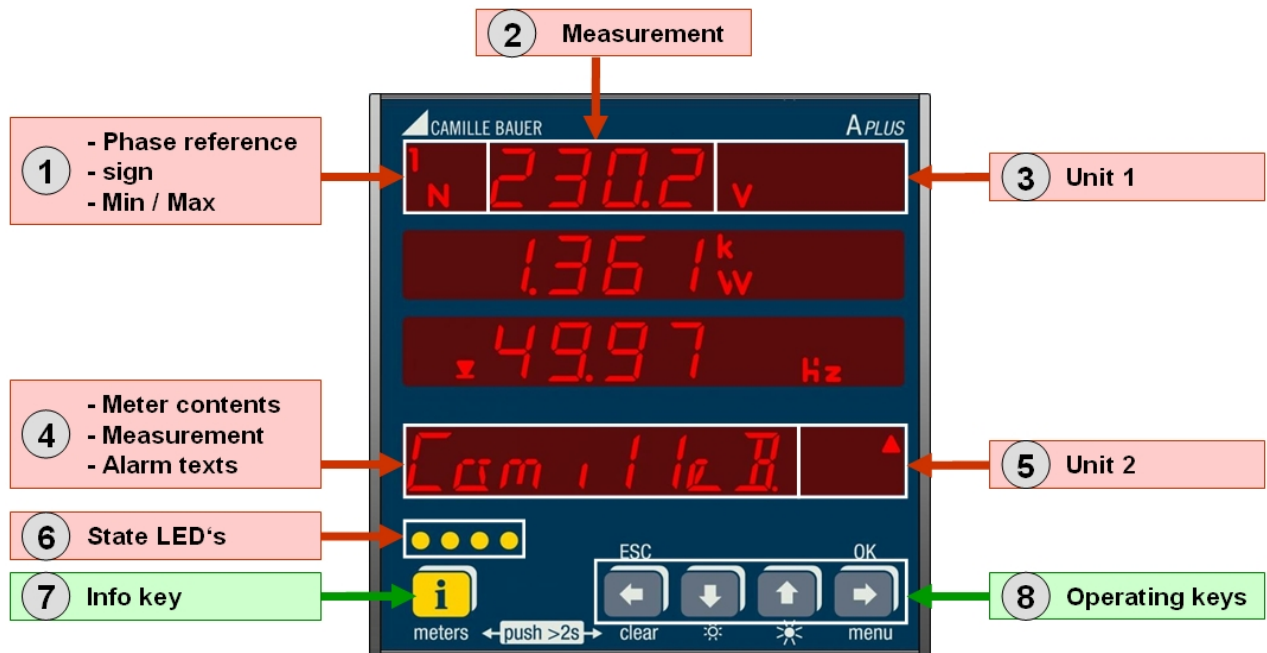 2 Measurement
CAMILLE BAUER
A PLUS
1
- Phase reference
- sign
- Min / Max
1
N
230.2
V
3 Unit 1
1.361
k
W
49.97
Hz
4
- Meter contents
- Measurement
- Alarm texts
CamilleB.
5 Unit 2
6 State LED‘s
ESC
OK
7 Info key
i
8 Operating keys
meters
push >2s
clear
menu